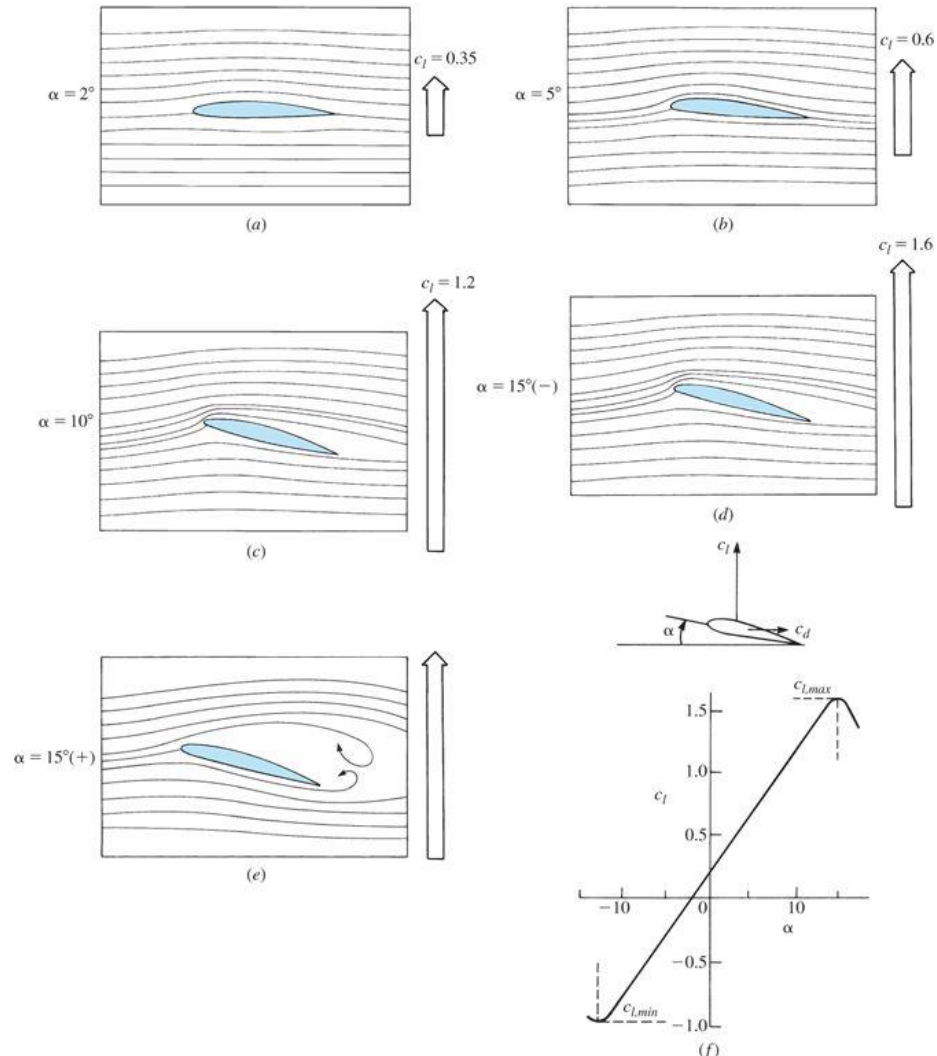 α = 2°
c_l = 0.35
(a)
α = 5°
c_l = 0.6
(b)
α = 10°
c_l = 1.2
(c)
α = 15°(−)
c_l = 1.6
(d)
α = 15°(+)
(e)
c_l
α
c_d
c_l,max
1.5
1.0
c_l
0.5
−10
0
10
α
−0.5
c_l,min
−1.0
(f)